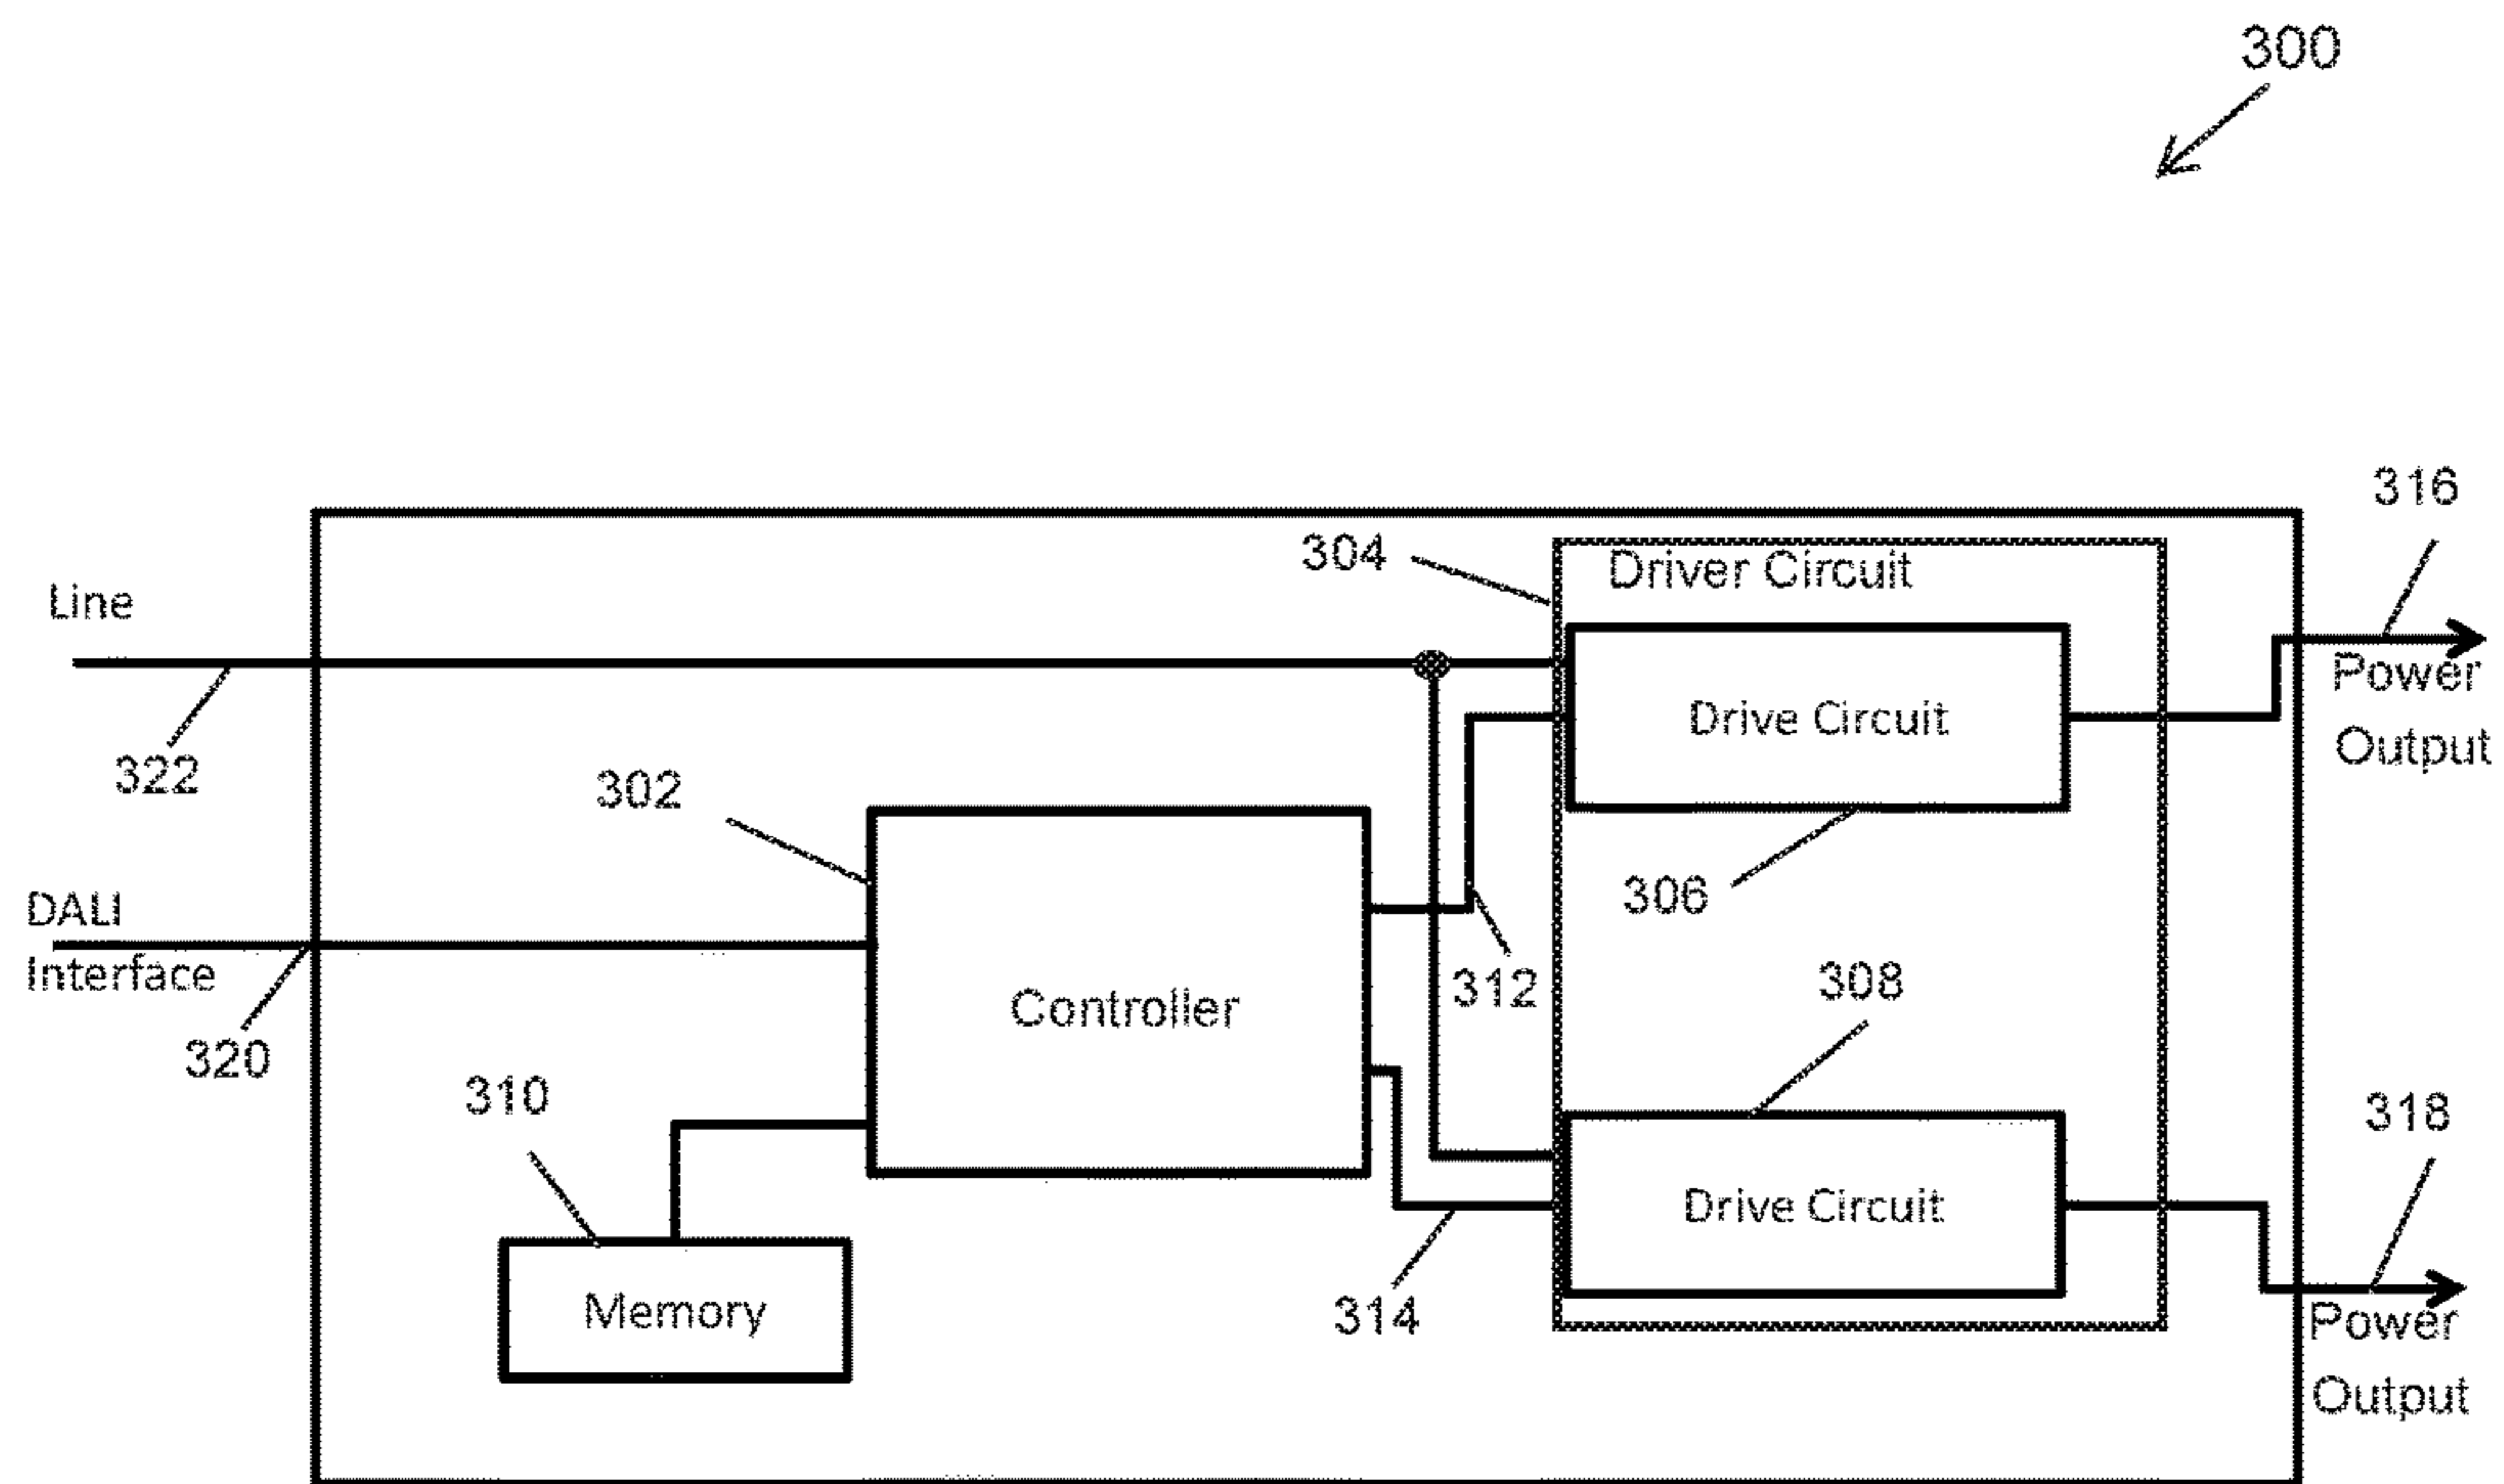 300
316
304
Driver Circuit
Line
Power
Output
Drive Circuit
322
302
306
DALI
Interface
312
308
Controller
320
310
318
314
Drive Circuit
Memory
Power
Output